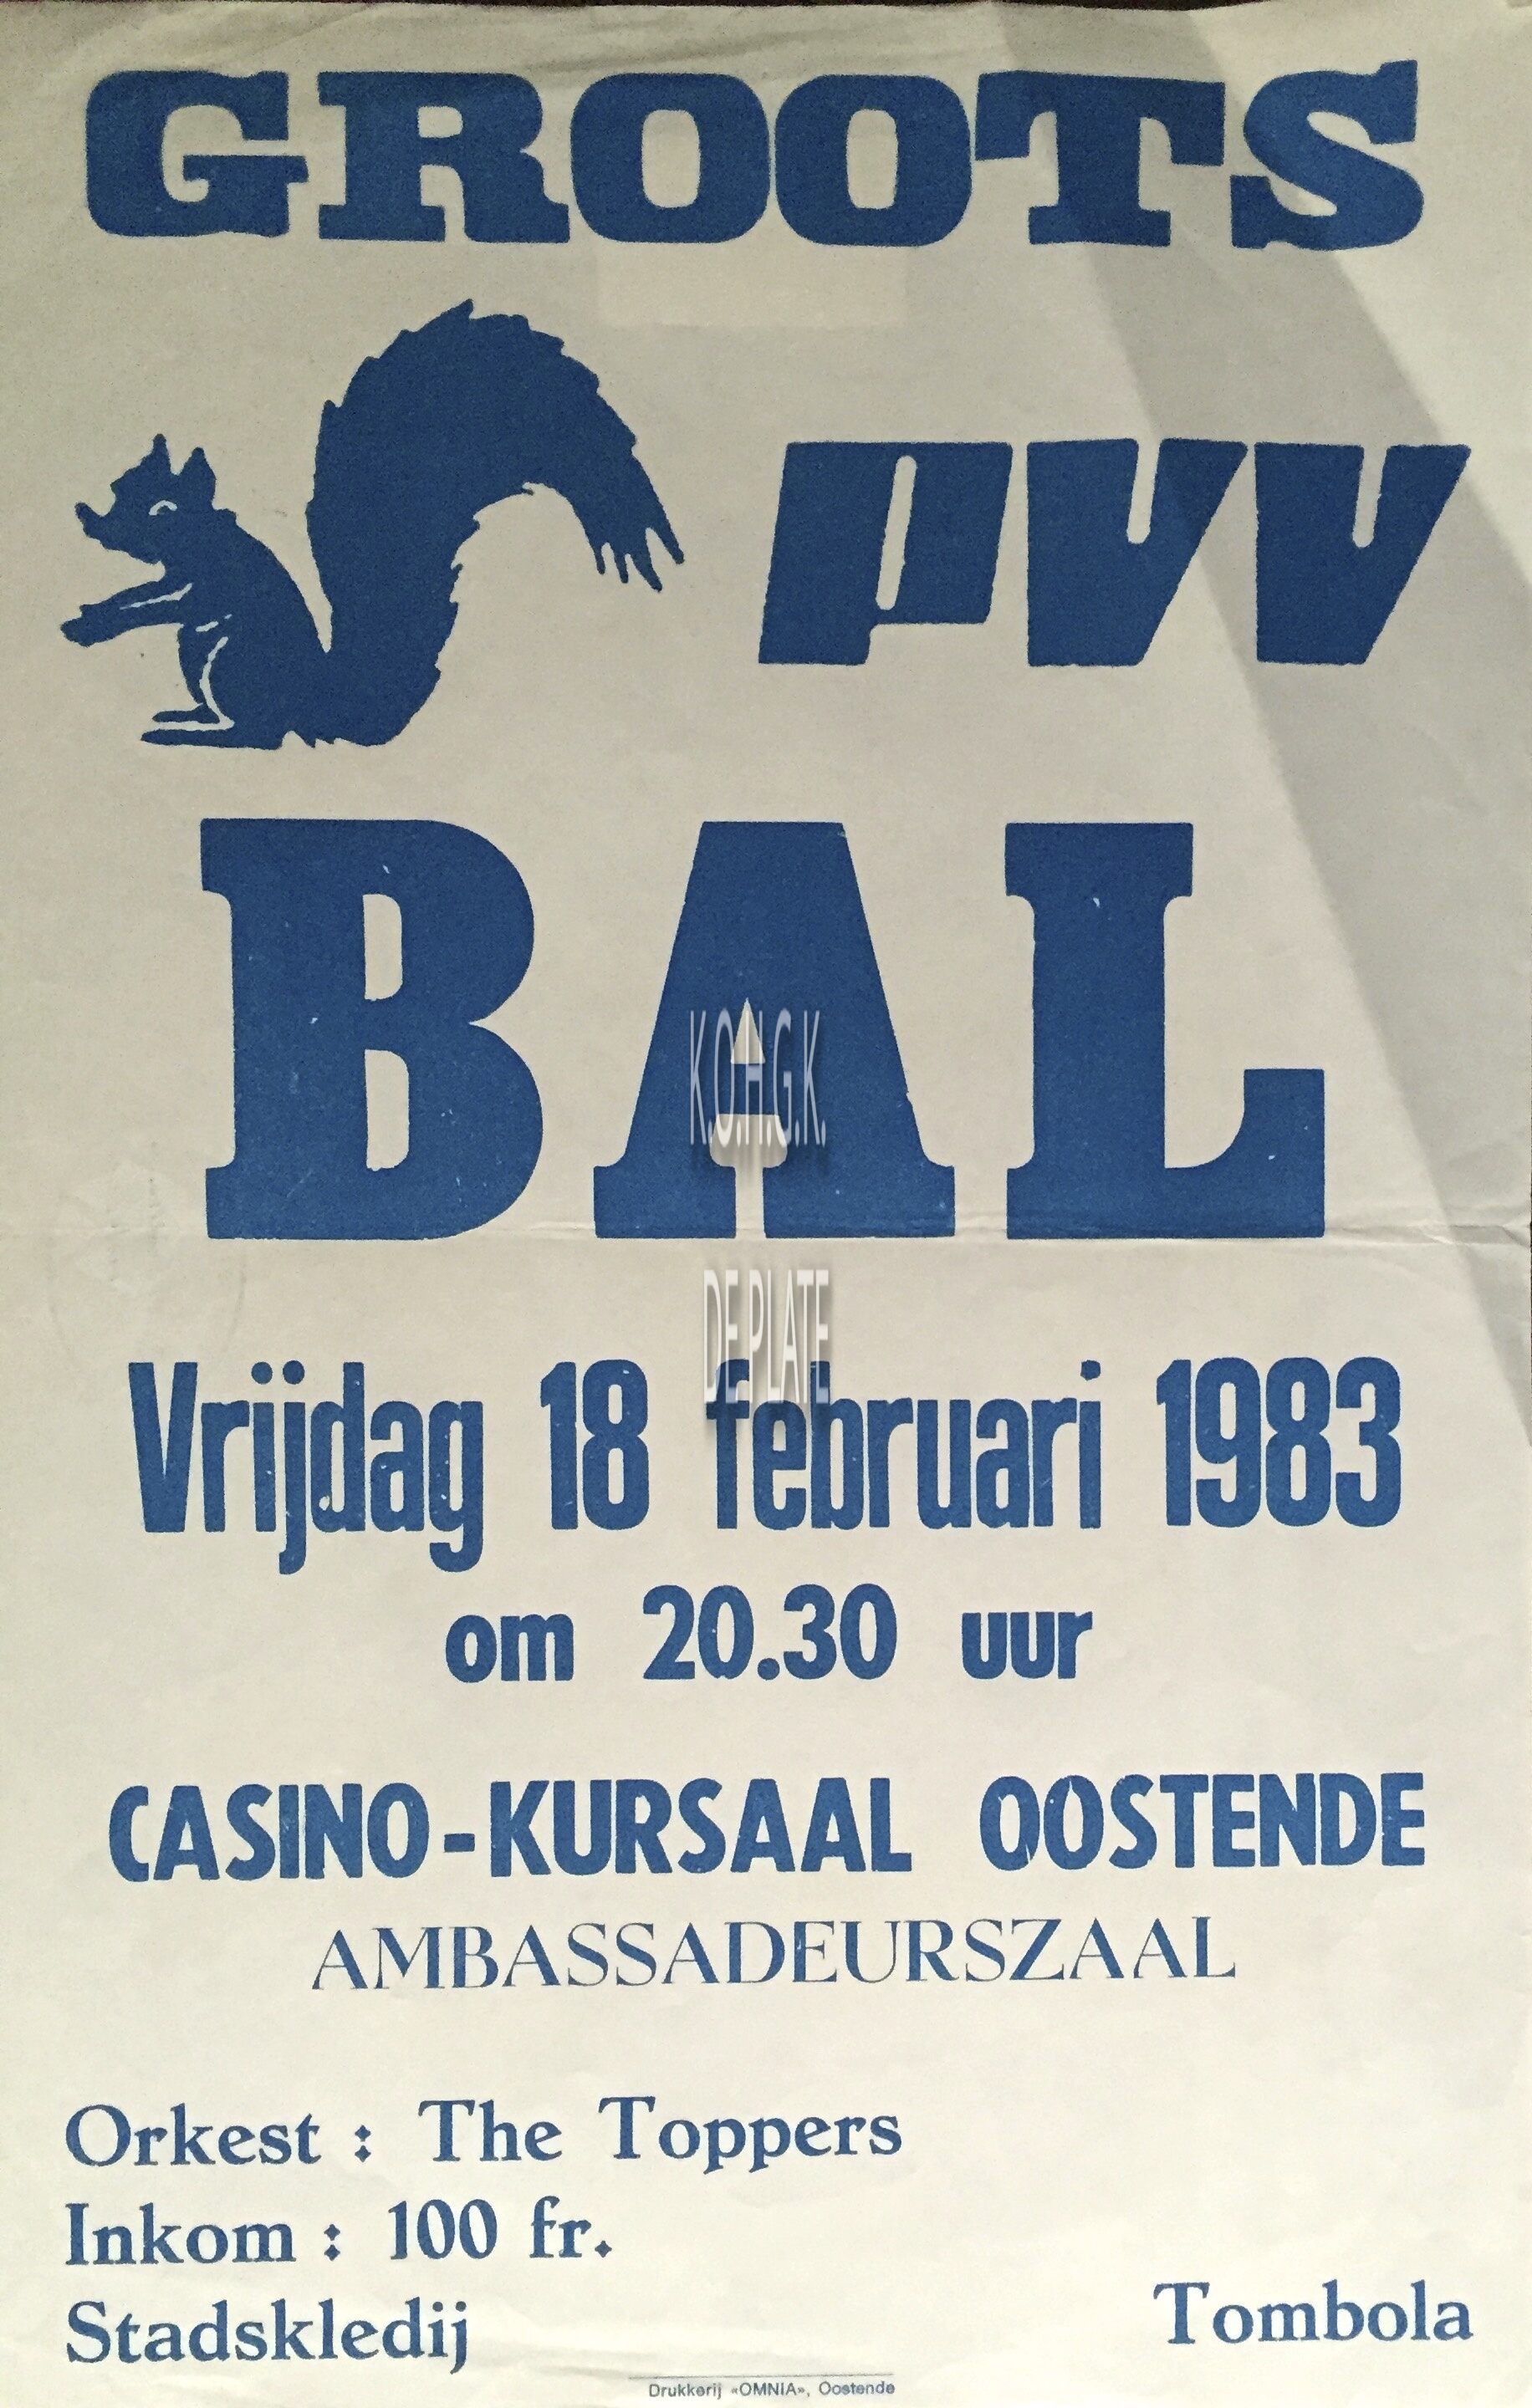 GROOTS
PVV
BAL
K.O.H.G.K.
DE PLATE
Vrijdag 18 februari 1983
om 20.30 uur
CASINO-KURSAAL OOSTENDE
AMBASSADEURSZAAL
Orkest : The Toppers
Inkom : 100 fr.
Stadskledij
Tombola
Drukkerij «OMNIA», Oostende